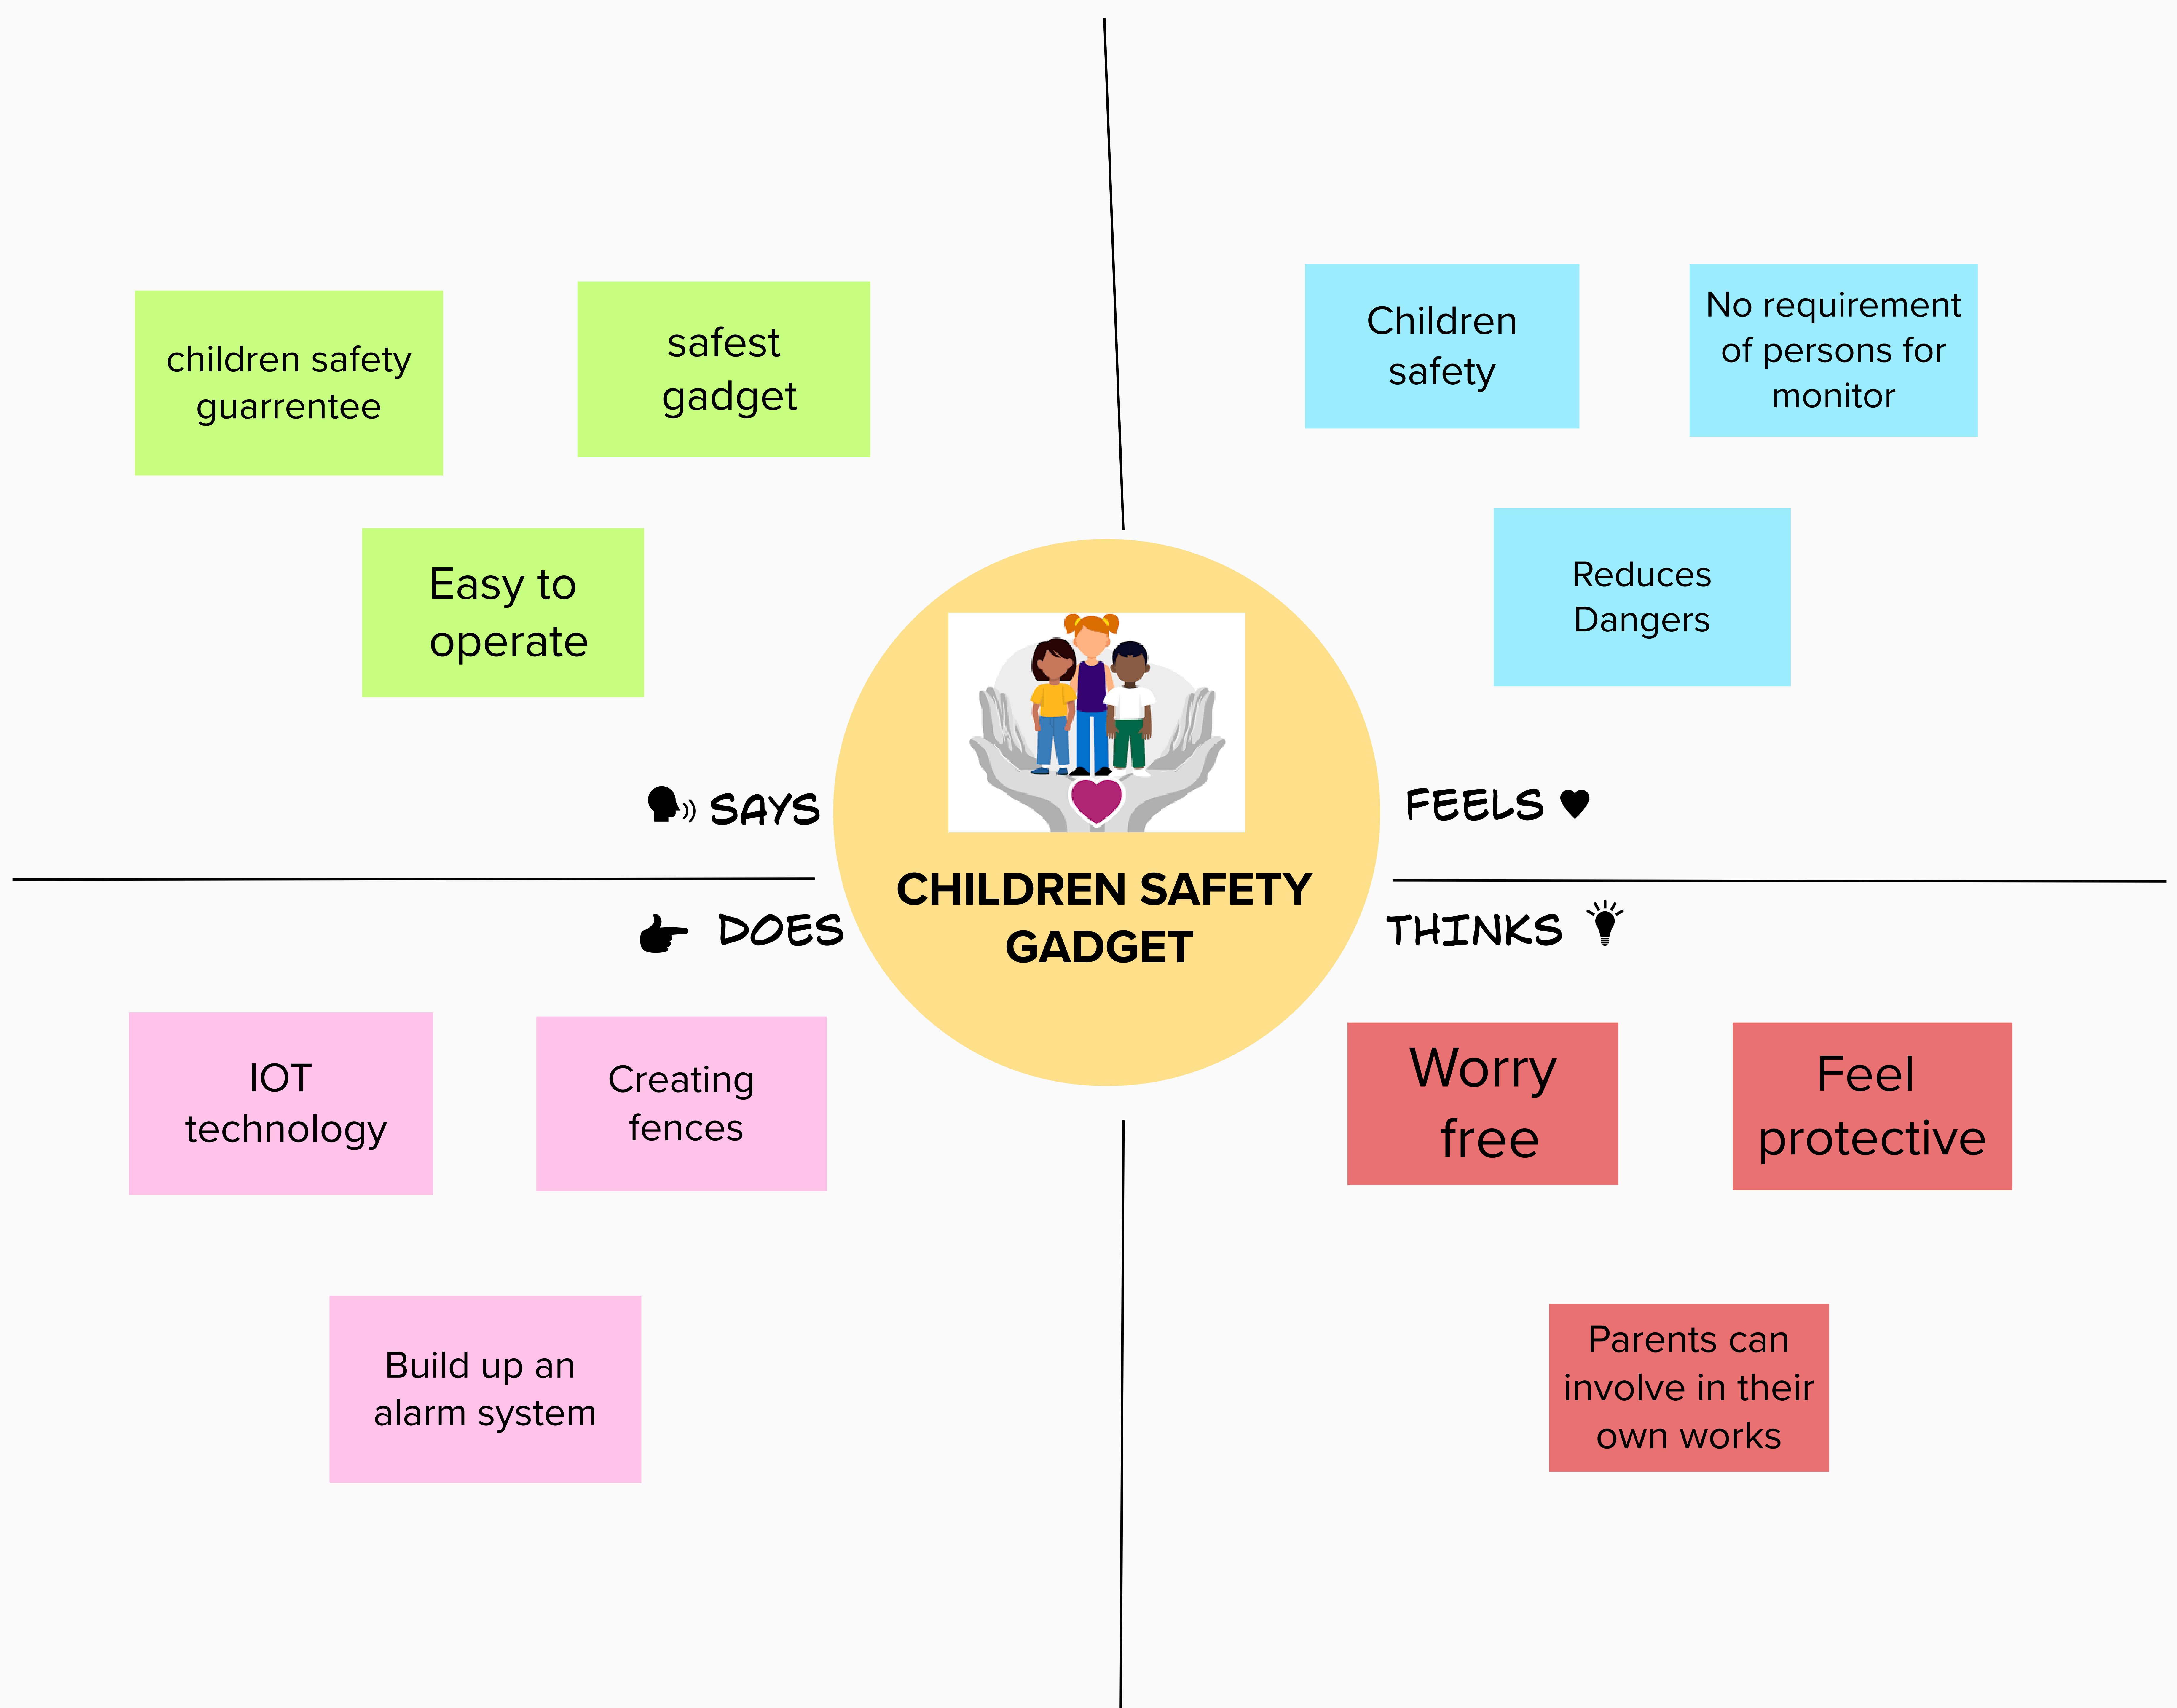 children safety
guarrentee
safest
gadget
Easy to
operate
SAYS
Children
safety
No requirement
of persons for
monitor
Reduces
Dangers
FEELS
CHILDREN SAFETY
GADGET
DOES
IOT
technology
Creating
fences
Build up an
alarm system
THINKS
Worry
free
Feel
protective
Parents can
involve in their
own works